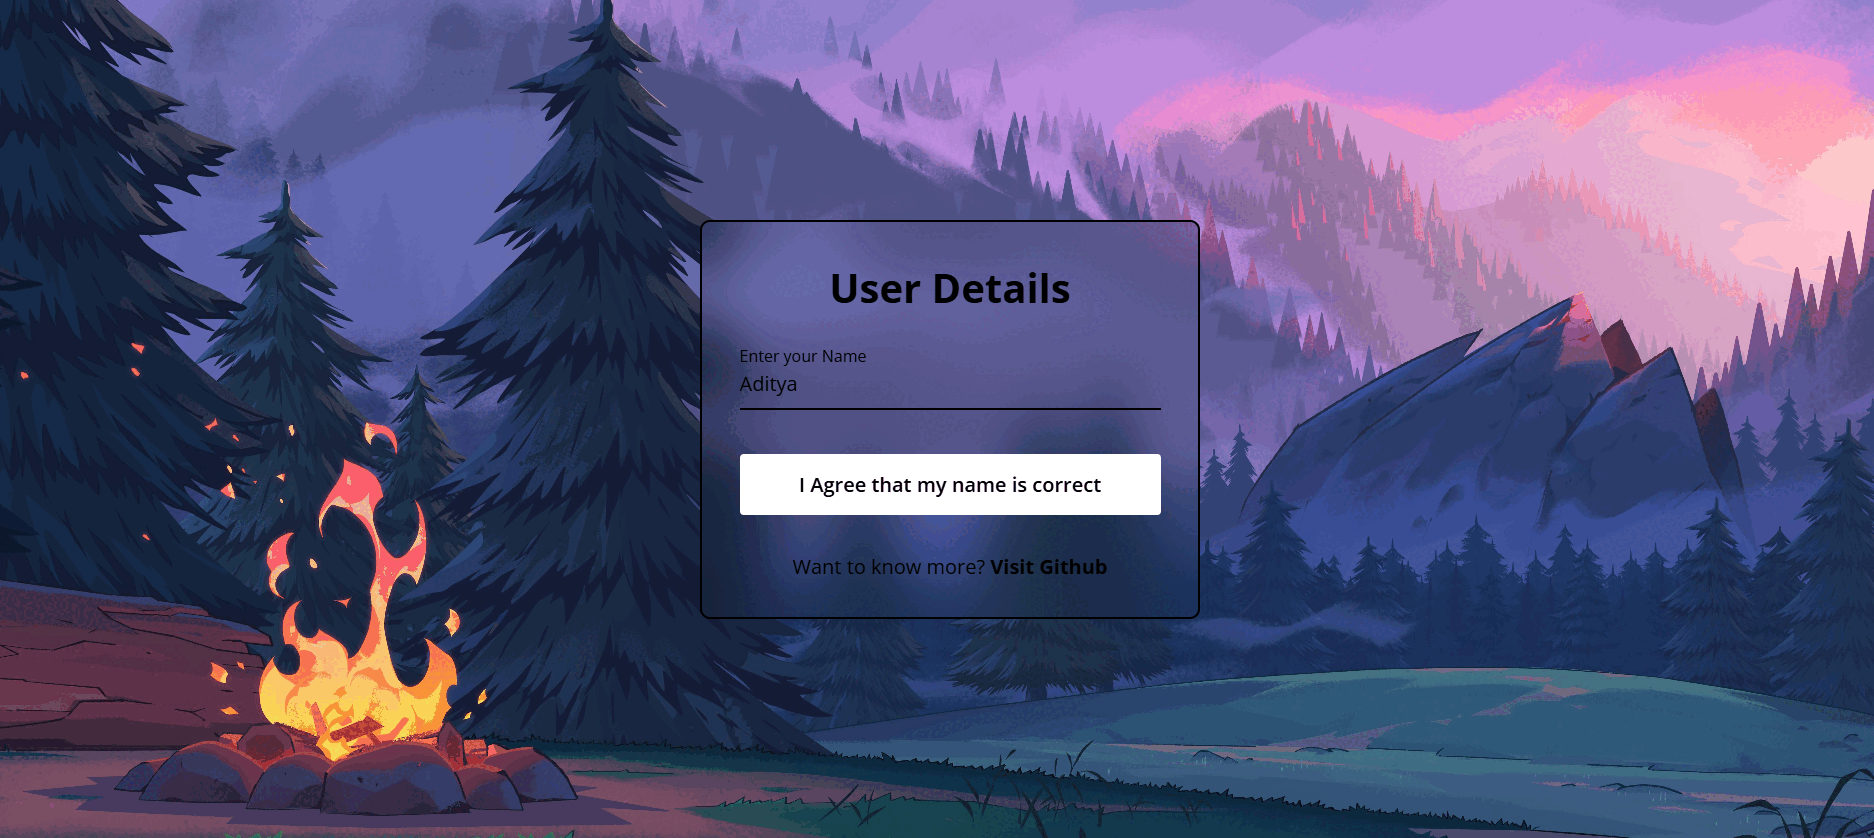 User Details
Enter your Name
Aditya
I Agree that my name is correct
Want to know more? Visit Github